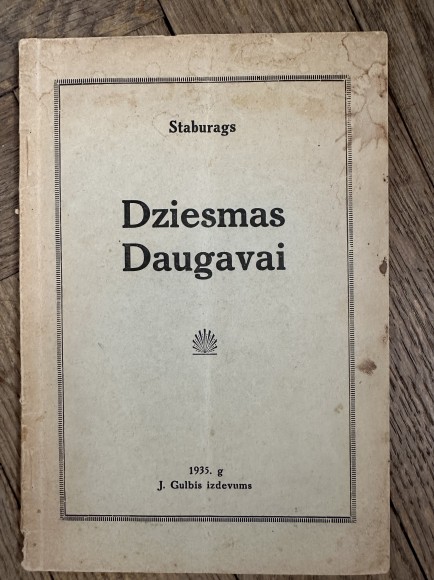 Staburags
Dziesmas
Daugavai
1935. g
J. Gulbis izdevums